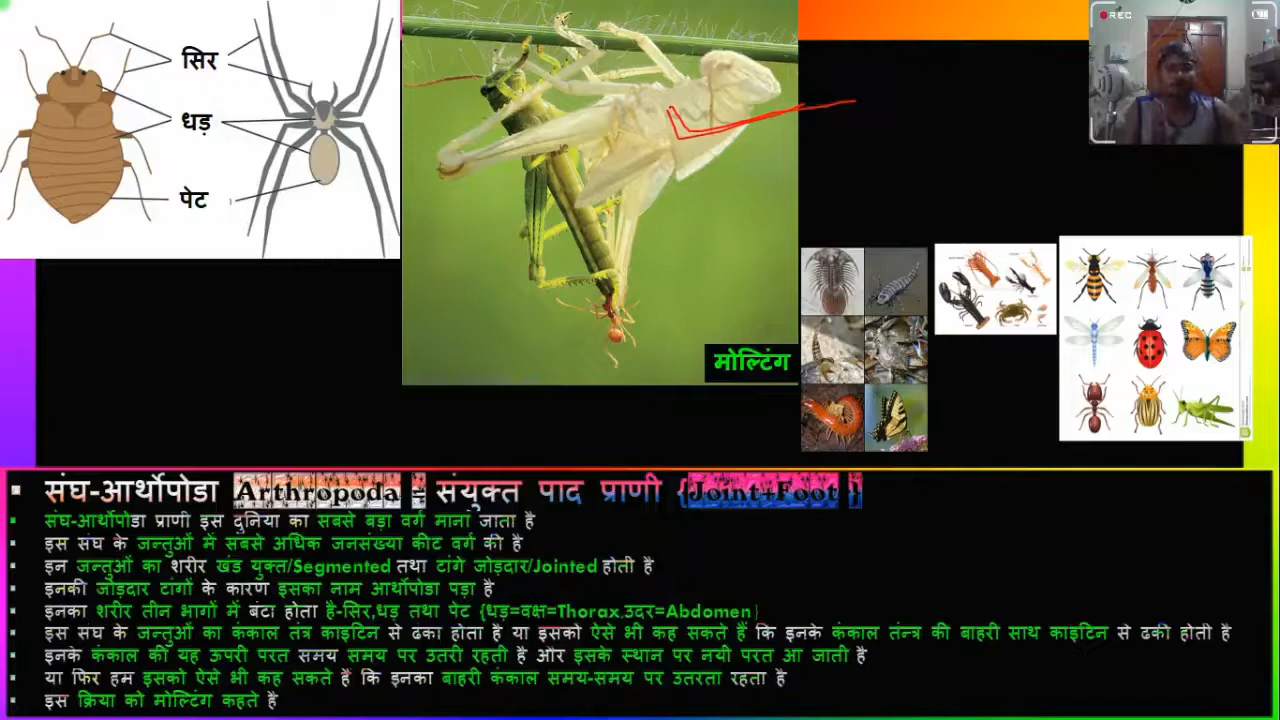 सिर
धड़
पेट
REC
मोल्टिंग
संघ-आर्थोपोडा Arthropoda = संयुक्त पाद प्राणी {Joint+Foot }
संघ-आर्थोपोडा प्राणी इस दुनिया का सबसे बड़ा वर्ग माना जाता है
इस संघ के जन्तुओं में सबसे अधिक जनसंख्या कीट वर्ग की है
इन जन्तुओं का शरीर खंड युक्त/Segmented तथा टांगे जोड़दार/Jointed होती है
इनकी जोड़दार टांगों के कारण इसका नाम आर्थोपोडा पड़ा है
इनका शरीर तीन भागों में बंटा होता है-सिर,धड़ तथा पेट {धड़=वक्ष=Thorax,उदर=Abdomen}
इस संघ के जन्तुओं का कंकाल तंत्र काइटिन से ढका होता है या इसको ऐसे भी कह सकते हैं कि इनके कंकाल तंन्त्र की बाहरी साथ काइटिन से ढकी होती है
इनके कंकाल की यह ऊपरी परत समय समय पर उतरी रहती है और इसके स्थान पर नयी परत आ जाती है
या फिर हम इसको ऐसे भी कह सकते हैं कि इनका बाहरी कंकाल समय-समय पर उतरता रहता है
इस क्रिया को मोल्टिंग कहते है